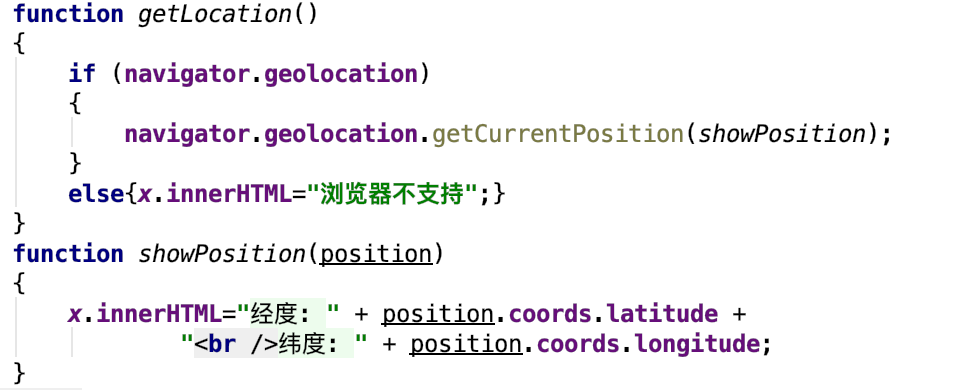 function getLocation()
{
    if (navigator.geolocation)
    {
        navigator.geolocation.getCurrentPosition(showPosition);
    }
    else{x.innerHTML="浏览器不支持";}
}
function showPosition(position)
{
    x.innerHTML="经度: " + position.coords.latitude +
            "<br />纬度: " + position.coords.longitude;
}